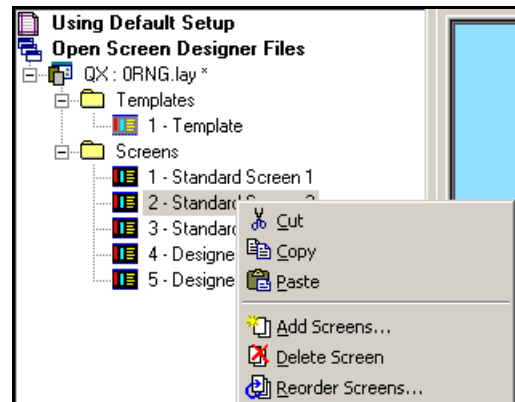 Using Default Setup
Open Screen Designer Files
QX : 0RNG.lay *
Templates
1 - Template
Screens
1 - Standard Screen 1
2 - Standard
3 - Standard
4 - Designe
5 - Designe
Cut
Copy
Paste
Add Screens...
Delete Screen
Reorder Screens...